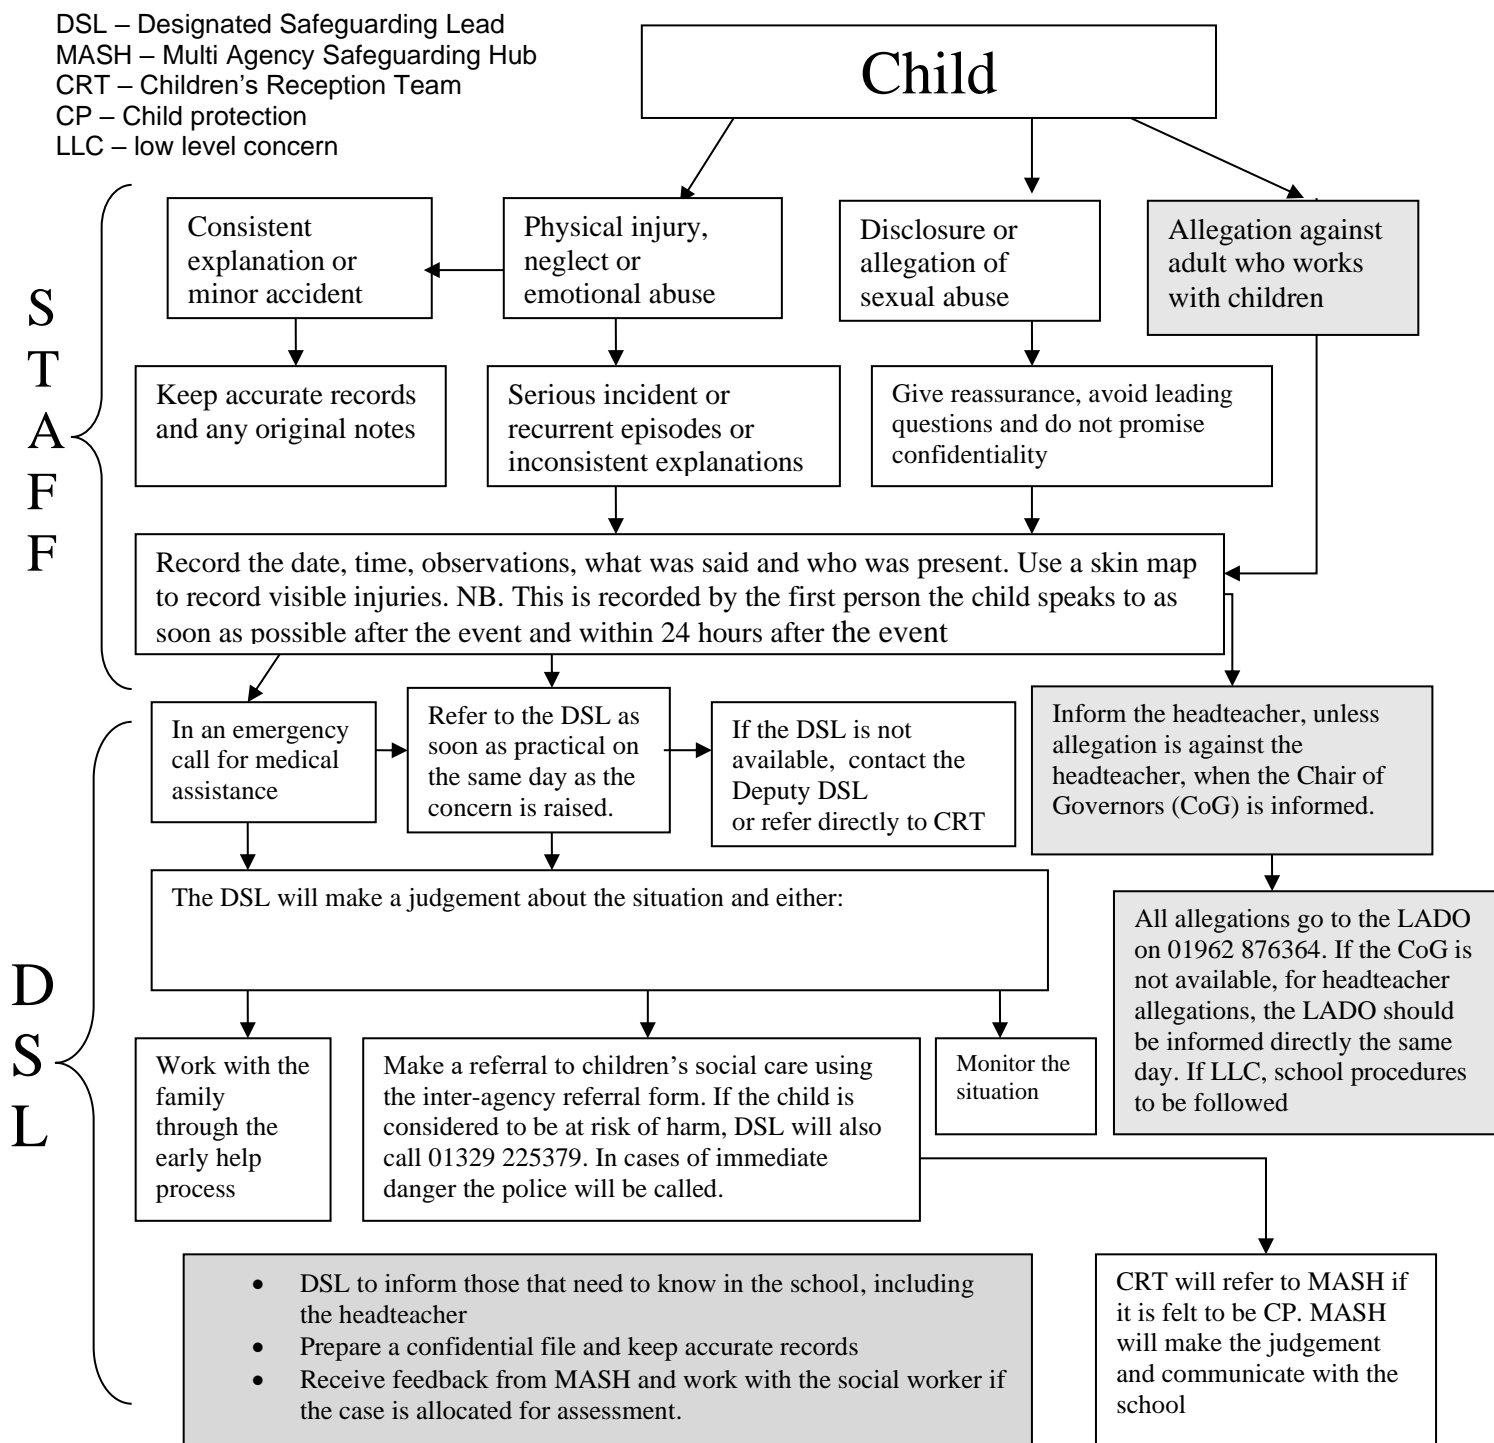 DSL – Designated Safeguarding Lead
MASH – Multi Agency Safeguarding Hub
CRT – Children's Reception Team
CP – Child protection
LLC – low level concern
Child
S
T
A
F
F
Consistent
explanation or
minor accident
Physical injury,
neglect or
emotional abuse
Disclosure or
allegation of
sexual abuse
Allegation against
adult who works
with children
Keep accurate records
and any original notes
Serious incident or
recurrent episodes or
inconsistent explanations
Give reassurance, avoid leading
questions and do not promise
confidentiality
Record the date, time, observations, what was said and who was present. Use a skin map
to record visible injuries. NB. This is recorded by the first person the child speaks to as
soon as possible after the event and within 24 hours after the event
D
S
L
In an emergency
call for medical
assistance
Refer to the DSL as
soon as practical on
the same day as the
concern is raised.
If the DSL is not
available, contact the
Deputy DSL
or refer directly to CRT
Inform the headteacher, unless
allegation is against the
headteacher, when the Chair of
Governors (CoG) is informed.
The DSL will make a judgement about the situation and either:
All allegations go to the LADO
on 01962 876364. If the CoG is
not available, for headteacher
allegations, the LADO should
be informed directly the same
day. If LLC, school procedures
to be followed
Work with the
family
through the
early help
process
Make a referral to children's social care using
the inter-agency referral form. If the child is
considered to be at risk of harm, DSL will also
call 01329 225379. In cases of immediate
danger the police will be called.
Monitor the
situation
• DSL to inform those that need to know in the school, including
the headteacher
• Prepare a confidential file and keep accurate records
• Receive feedback from MASH and work with the social worker if
the case is allocated for assessment.
CRT will refer to MASH if
it is felt to be CP. MASH
will make the judgement
and communicate with the
school